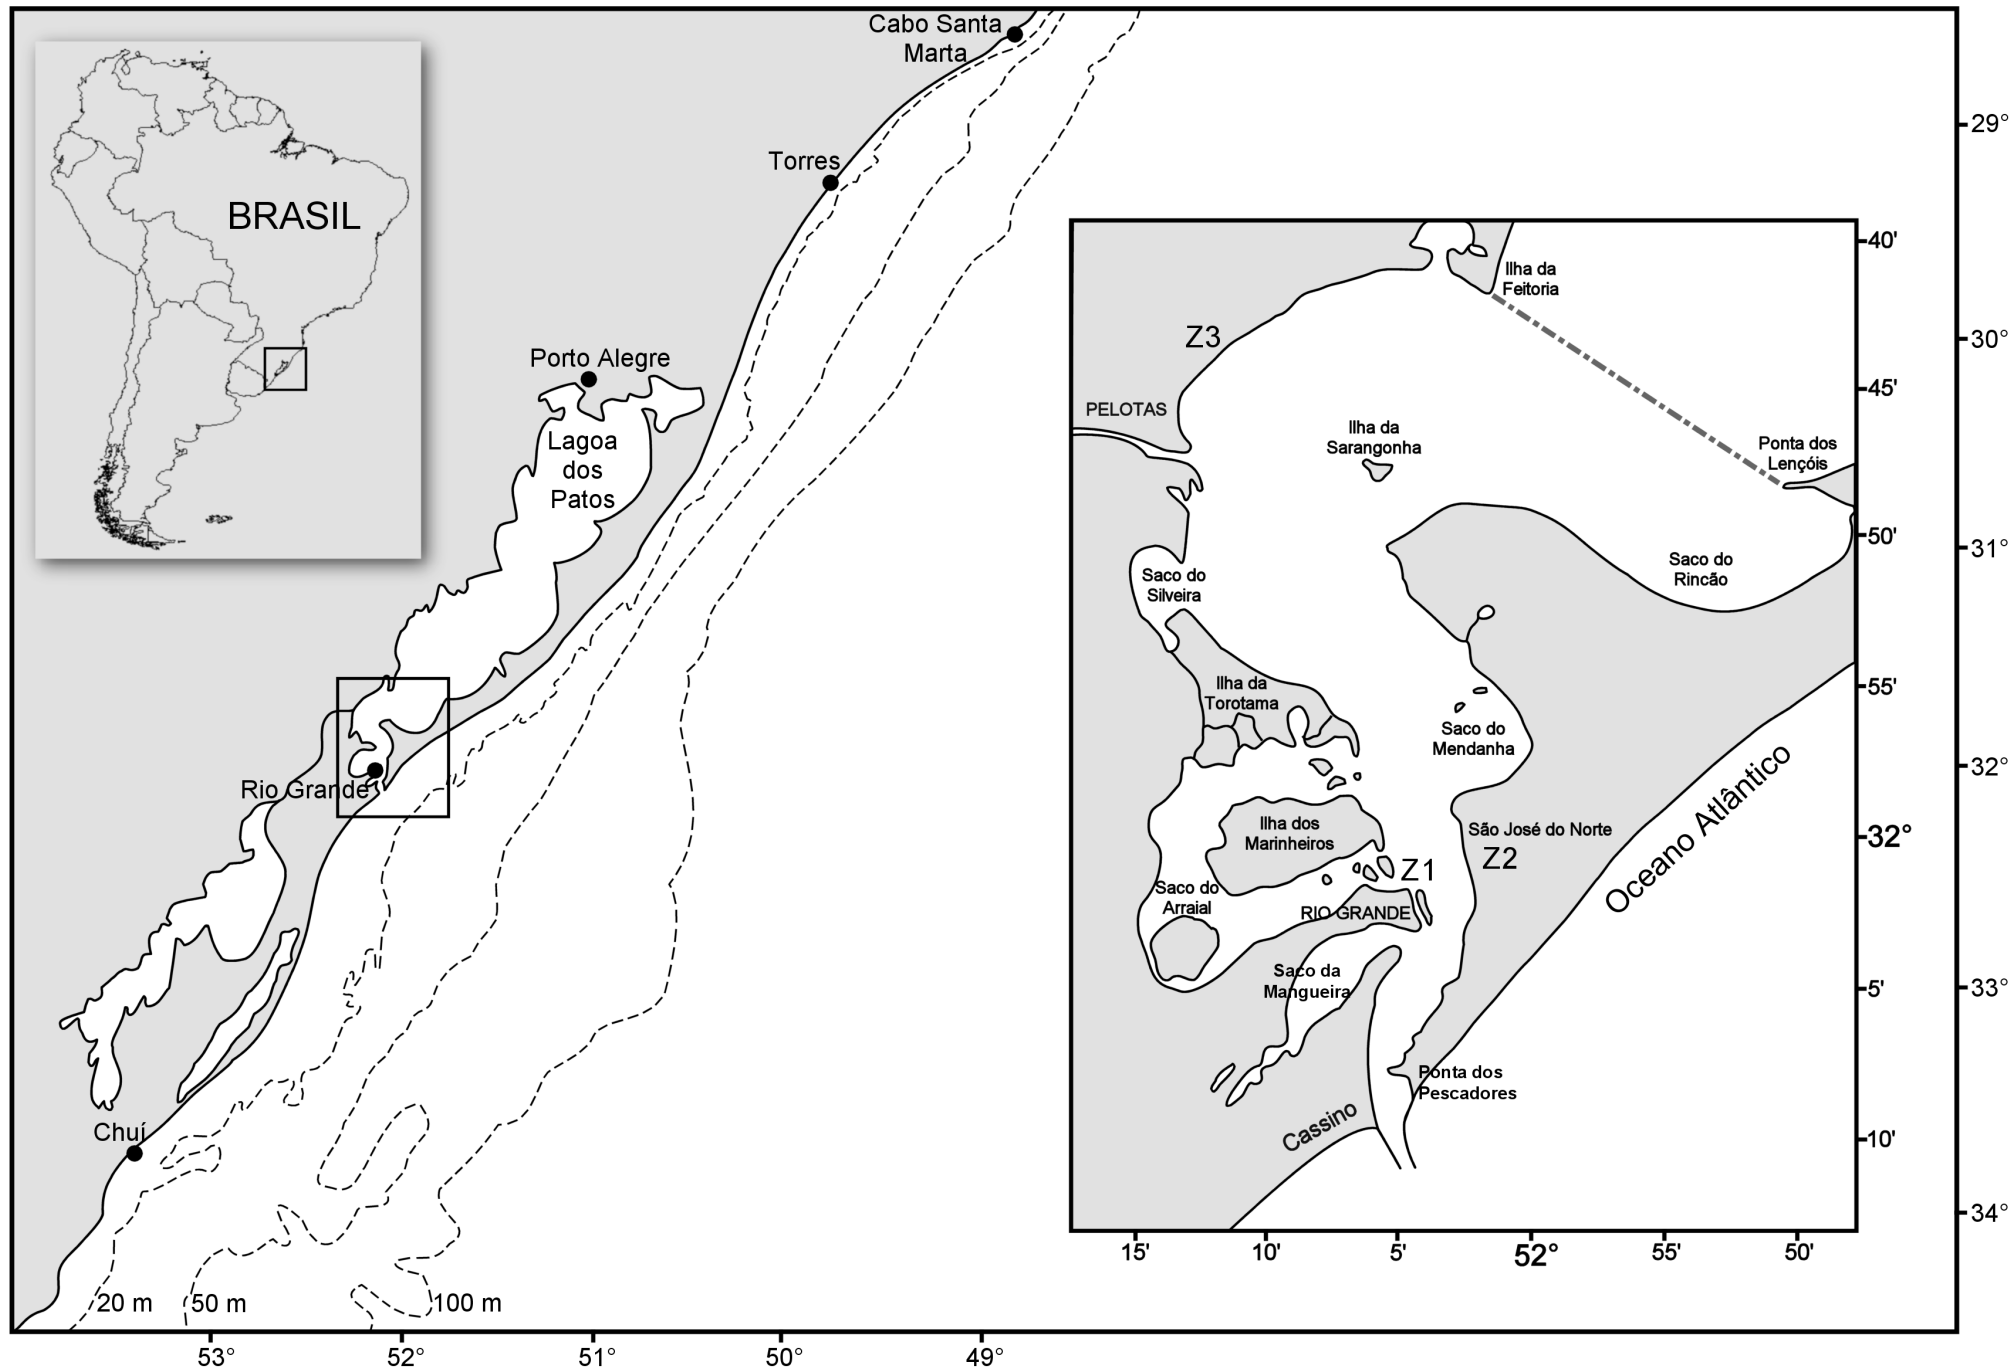 Cabo Santa
Marta
BRASIL
Torres
Porto Alegre
Lagoa
dos
Patos
Rio Grande
Chuí
20 m
50 m
100 m
53°
52°
51°
50°
49°
29°
30°
31°
32°
33°
34°
Ilha da
Feitoria
Z3
PELOTAS
Ilha da
Sarangonha
Ponta dos
Lençóis
Saco do
Rincão
Saco do
Silveira
Ilha da
Torotama
Saco do
Mendanha
Ilha dos
Marinheiros
São José do Norte
Z2
Z1
Saco do
Arraial
RIO GRANDE
Saco da
Mangueira
Oceano Atlântico
Ponta dos
Pescadores
Cassino
40'
45'
50'
55'
32°
5'
10'
15'
10'
5'
52°
55'
50'